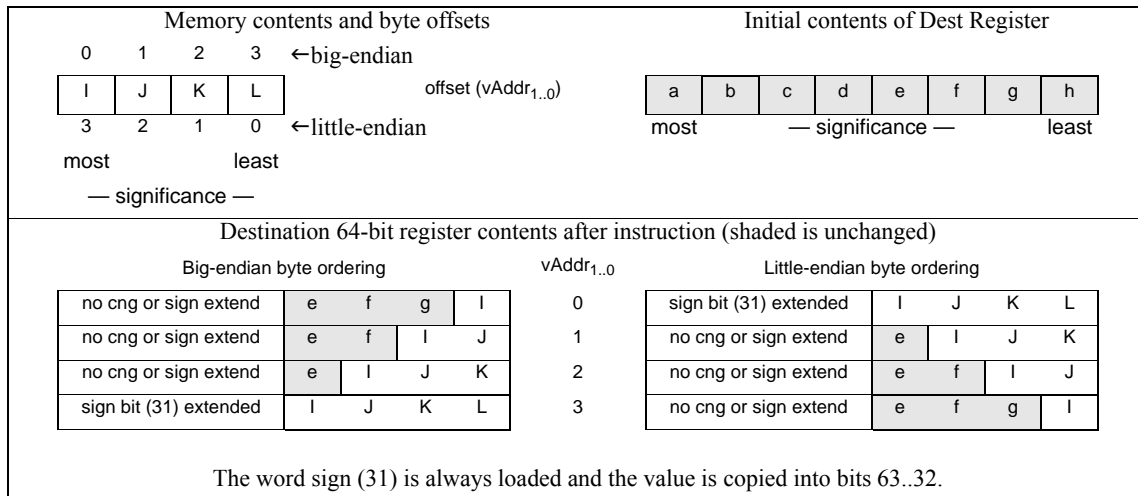 Memory contents and byte offsets
Initial contents of Dest Register
0 1 2 3 ←big-endian
I J K L offset (vAddr1..0)
a b c d e f g h
3 2 1 0 ←little-endian
most — significance — least
most least
— significance —
Destination 64-bit register contents after instruction (shaded is unchanged)
Big-endian byte ordering vAddr1..0 Little-endian byte ordering
no cng or sign extend e f g I 0 sign bit (31) extended I J K L
no cng or sign extend e f I J 1 no cng or sign extend e I J K
no cng or sign extend e I J K 2 no cng or sign extend e f I J
sign bit (31) extended I J K L 3 no cng or sign extend e f g I
The word sign (31) is always loaded and the value is copied into bits 63..32.